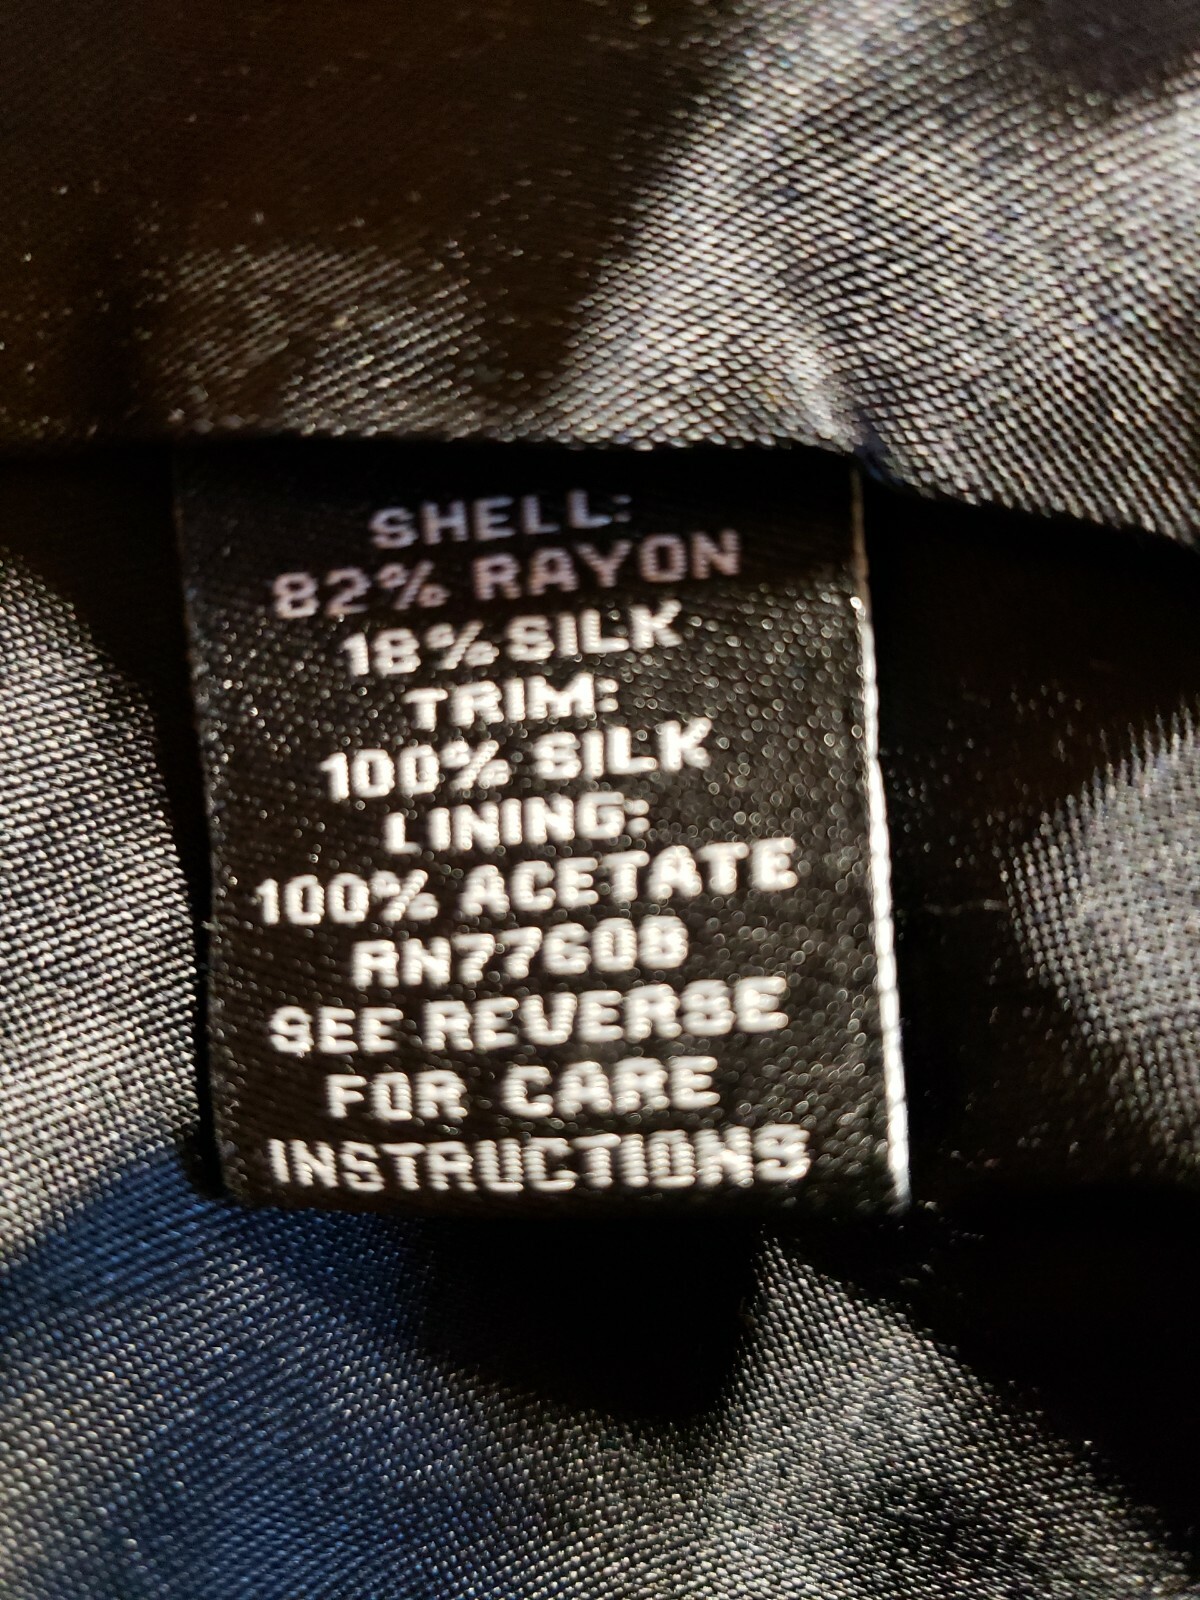 SHELL:
82% RAYON
18% SILK
TRIM:
100% SILK
LINING:
100% ACETATE
RN77608
SEE REVERSE
FOR CARE
INSTRUCTIONS